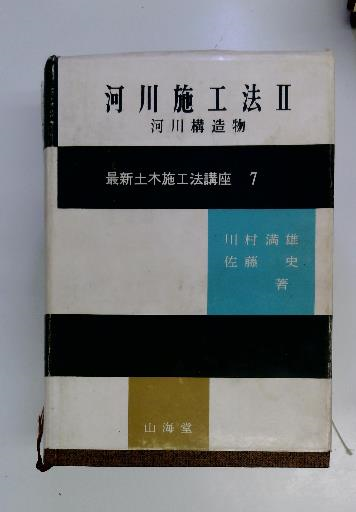 河川施工法Ⅱ
河川構造物
最新土木施工法講座 7
川村満雄
佐藤 史
著
山海堂